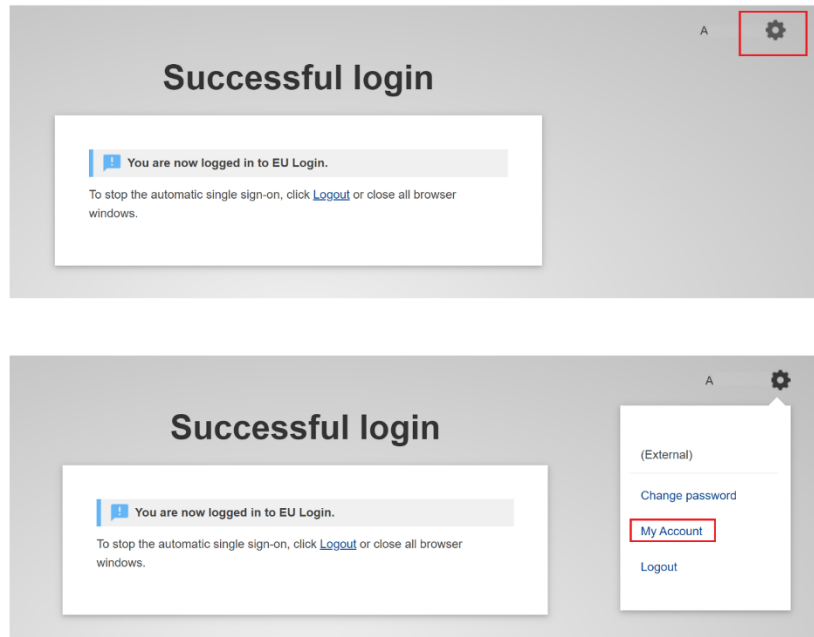 A
Successful login
You are now logged in to EU Login.
To stop the automatic single sign-on, click Logout or close all browser
windows.
A
Successful login
(External)
Change password
You are now logged in to EU Login.
My Account
To stop the automatic single sign-on, click Logout or close all browser
windows.
Logout